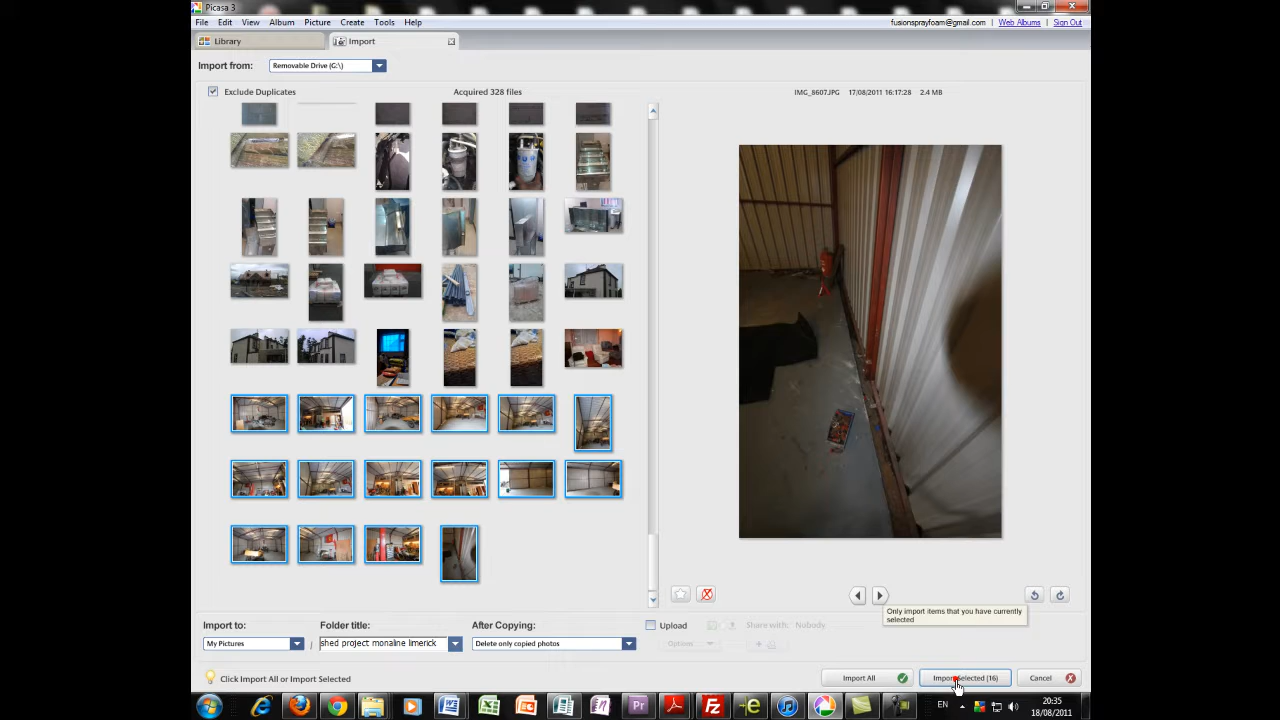 Picasa 3
File Edit View Album Picture Create Tools Help
fusionsprayfoam@gmail.com | Web Albums | Sign Out
Library
Import
Import from: Removable Drive (G:\)
Exclude Duplicates
Acquired 328 files
IMG_8607.JPG 17/08/2011 16:17:28 2.4 MB
Only import items that you have currently
selected
Import to: Folder title: After Copying:
Upload
Share with: Nobody
My Pictures / shed project monaline limerick
Delete only copied photos
Options
Click Import All or Import Selected
Import All
Import Selected (16)
Cancel
EN
20:35
18/08/2011